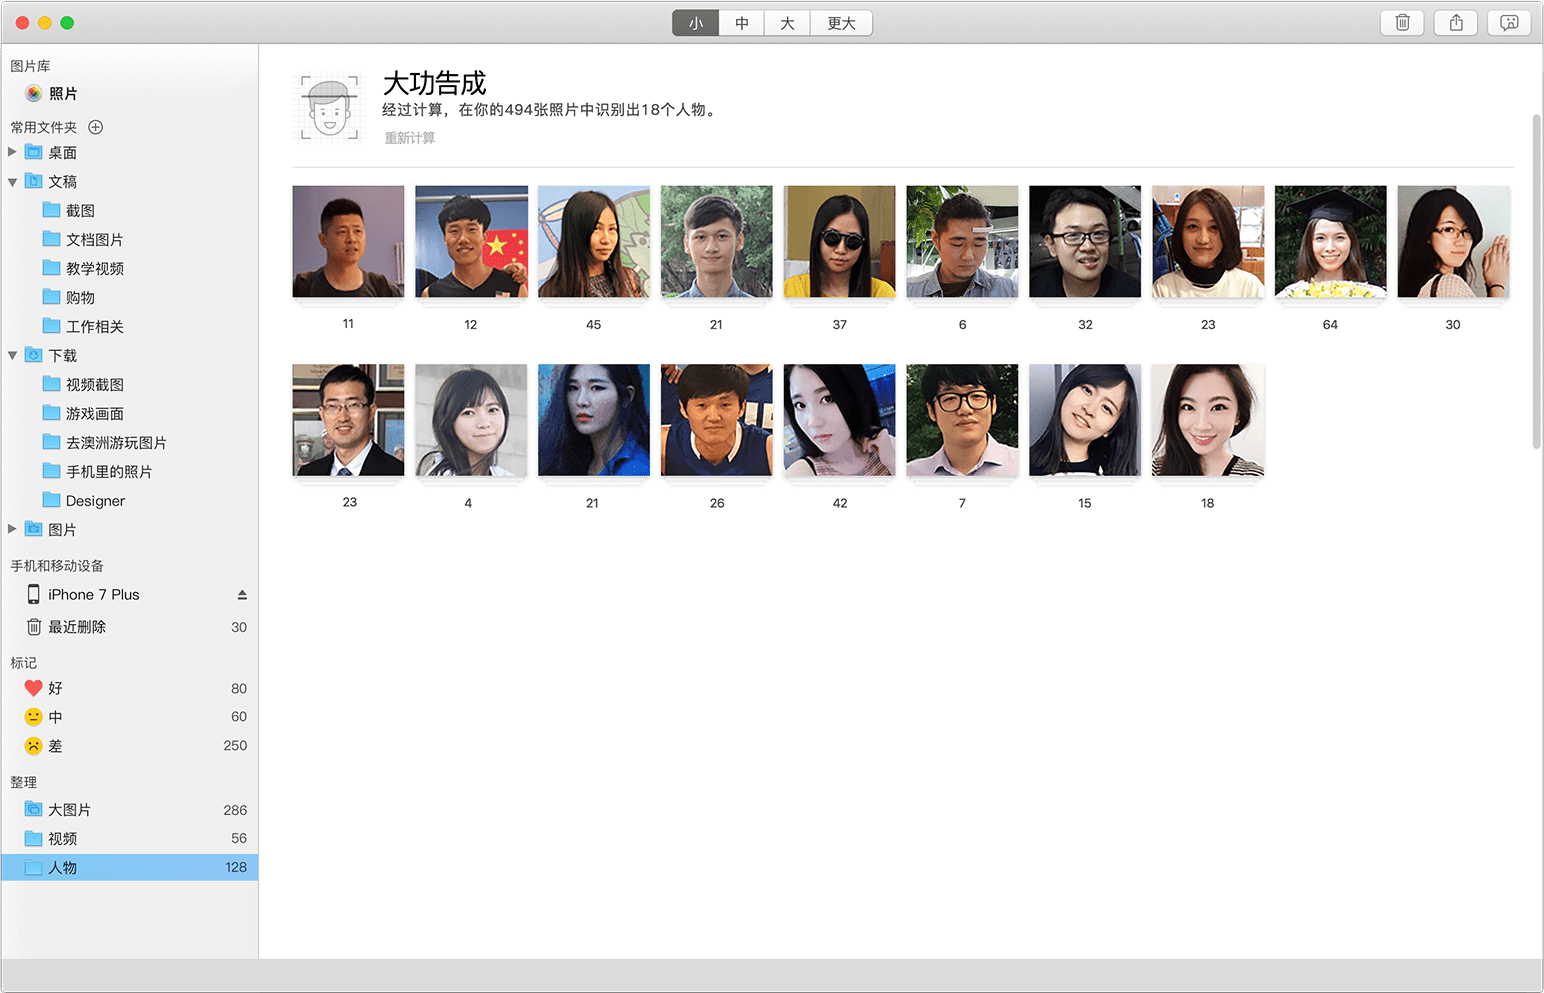 小 中 大 更大
图片库
照片
常用文件夹
桌面
文稿
截图
文档图片
教学视频
购物
工作相关
下载
视频截图
游戏画面
去澳洲游玩图片
手机里的照片
Designer
图片
手机和移动设备
iPhone 7 Plus
最近删除 30
标记
好 80
中 60
差 250
整理
大图片 286
视频 56
人物 128
大功告成
经过计算，在你的494张照片中识别出18个人物。
重新计算
11 12 45 21 37 6 32 23 64 30
23 4 21 26 42 7 15 18